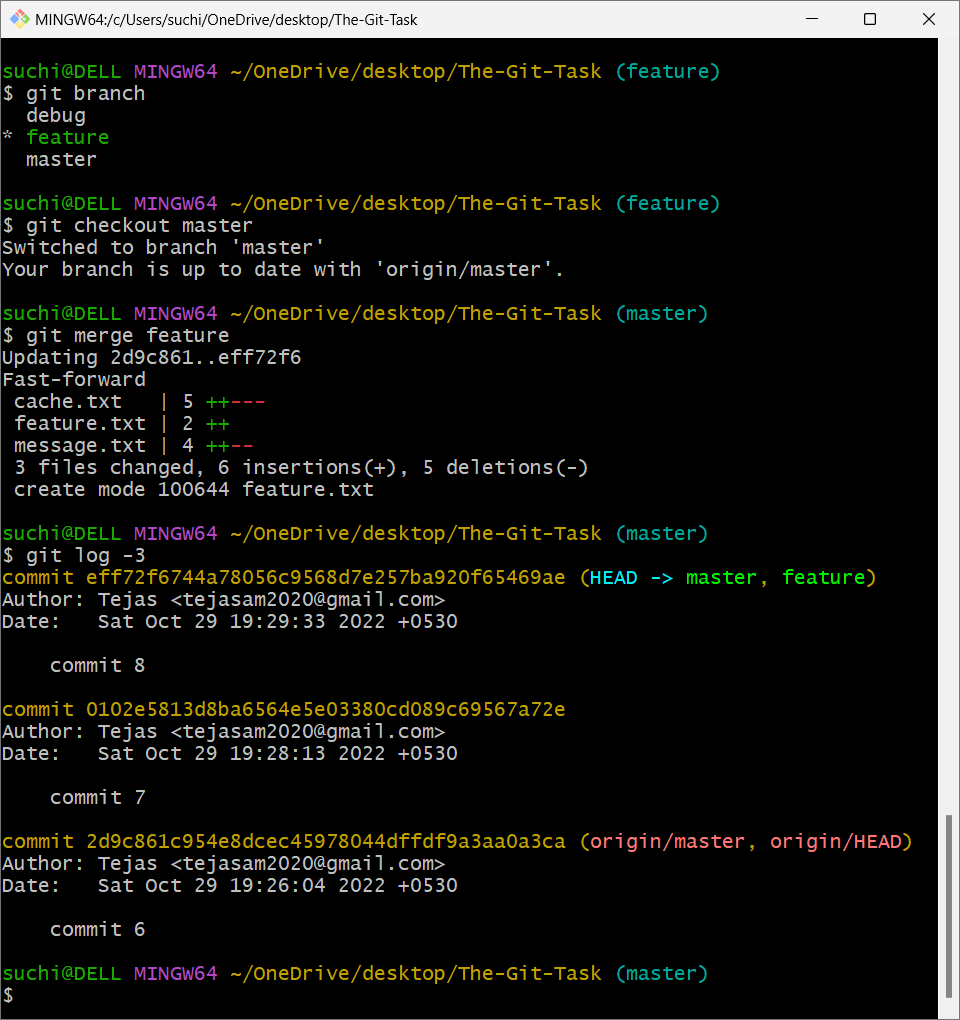 MINGW64:/c/Users/suchi/OneDrive/desktop/The-Git-Task
suchi@DELL MINGW64 ~/OneDrive/desktop/The-Git-Task (feature)
$ git branch
  debug
* feature
  master
suchi@DELL MINGW64 ~/OneDrive/desktop/The-Git-Task (feature)
$ git checkout master
Switched to branch 'master'
Your branch is up to date with 'origin/master'.
suchi@DELL MINGW64 ~/OneDrive/desktop/The-Git-Task (master)
$ git merge feature
Updating 2d9c861..eff72f6
Fast-forward
 cache.txt   | 5 ++---
 feature.txt | 2 ++
 message.txt | 4 ++--
 3 files changed, 6 insertions(+), 5 deletions(-)
 create mode 100644 feature.txt
suchi@DELL MINGW64 ~/OneDrive/desktop/The-Git-Task (master)
$ git log -3
commit eff72f6744a78056c9568d7e257ba920f65469ae (HEAD -> master, feature)
Author: Tejas <tejasam2020@gmail.com>
Date:   Sat Oct 29 19:29:33 2022 +0530
    commit 8
commit 0102e5813d8ba6564e5e03380cd089c69567a72e
Author: Tejas <tejasam2020@gmail.com>
Date:   Sat Oct 29 19:28:13 2022 +0530
    commit 7
commit 2d9c861c954e8dcec45978044dffdf9a3aa0a3ca (origin/master, origin/HEAD)
Author: Tejas <tejasam2020@gmail.com>
Date:   Sat Oct 29 19:26:04 2022 +0530
    commit 6
suchi@DELL MINGW64 ~/OneDrive/desktop/The-Git-Task (master)
$